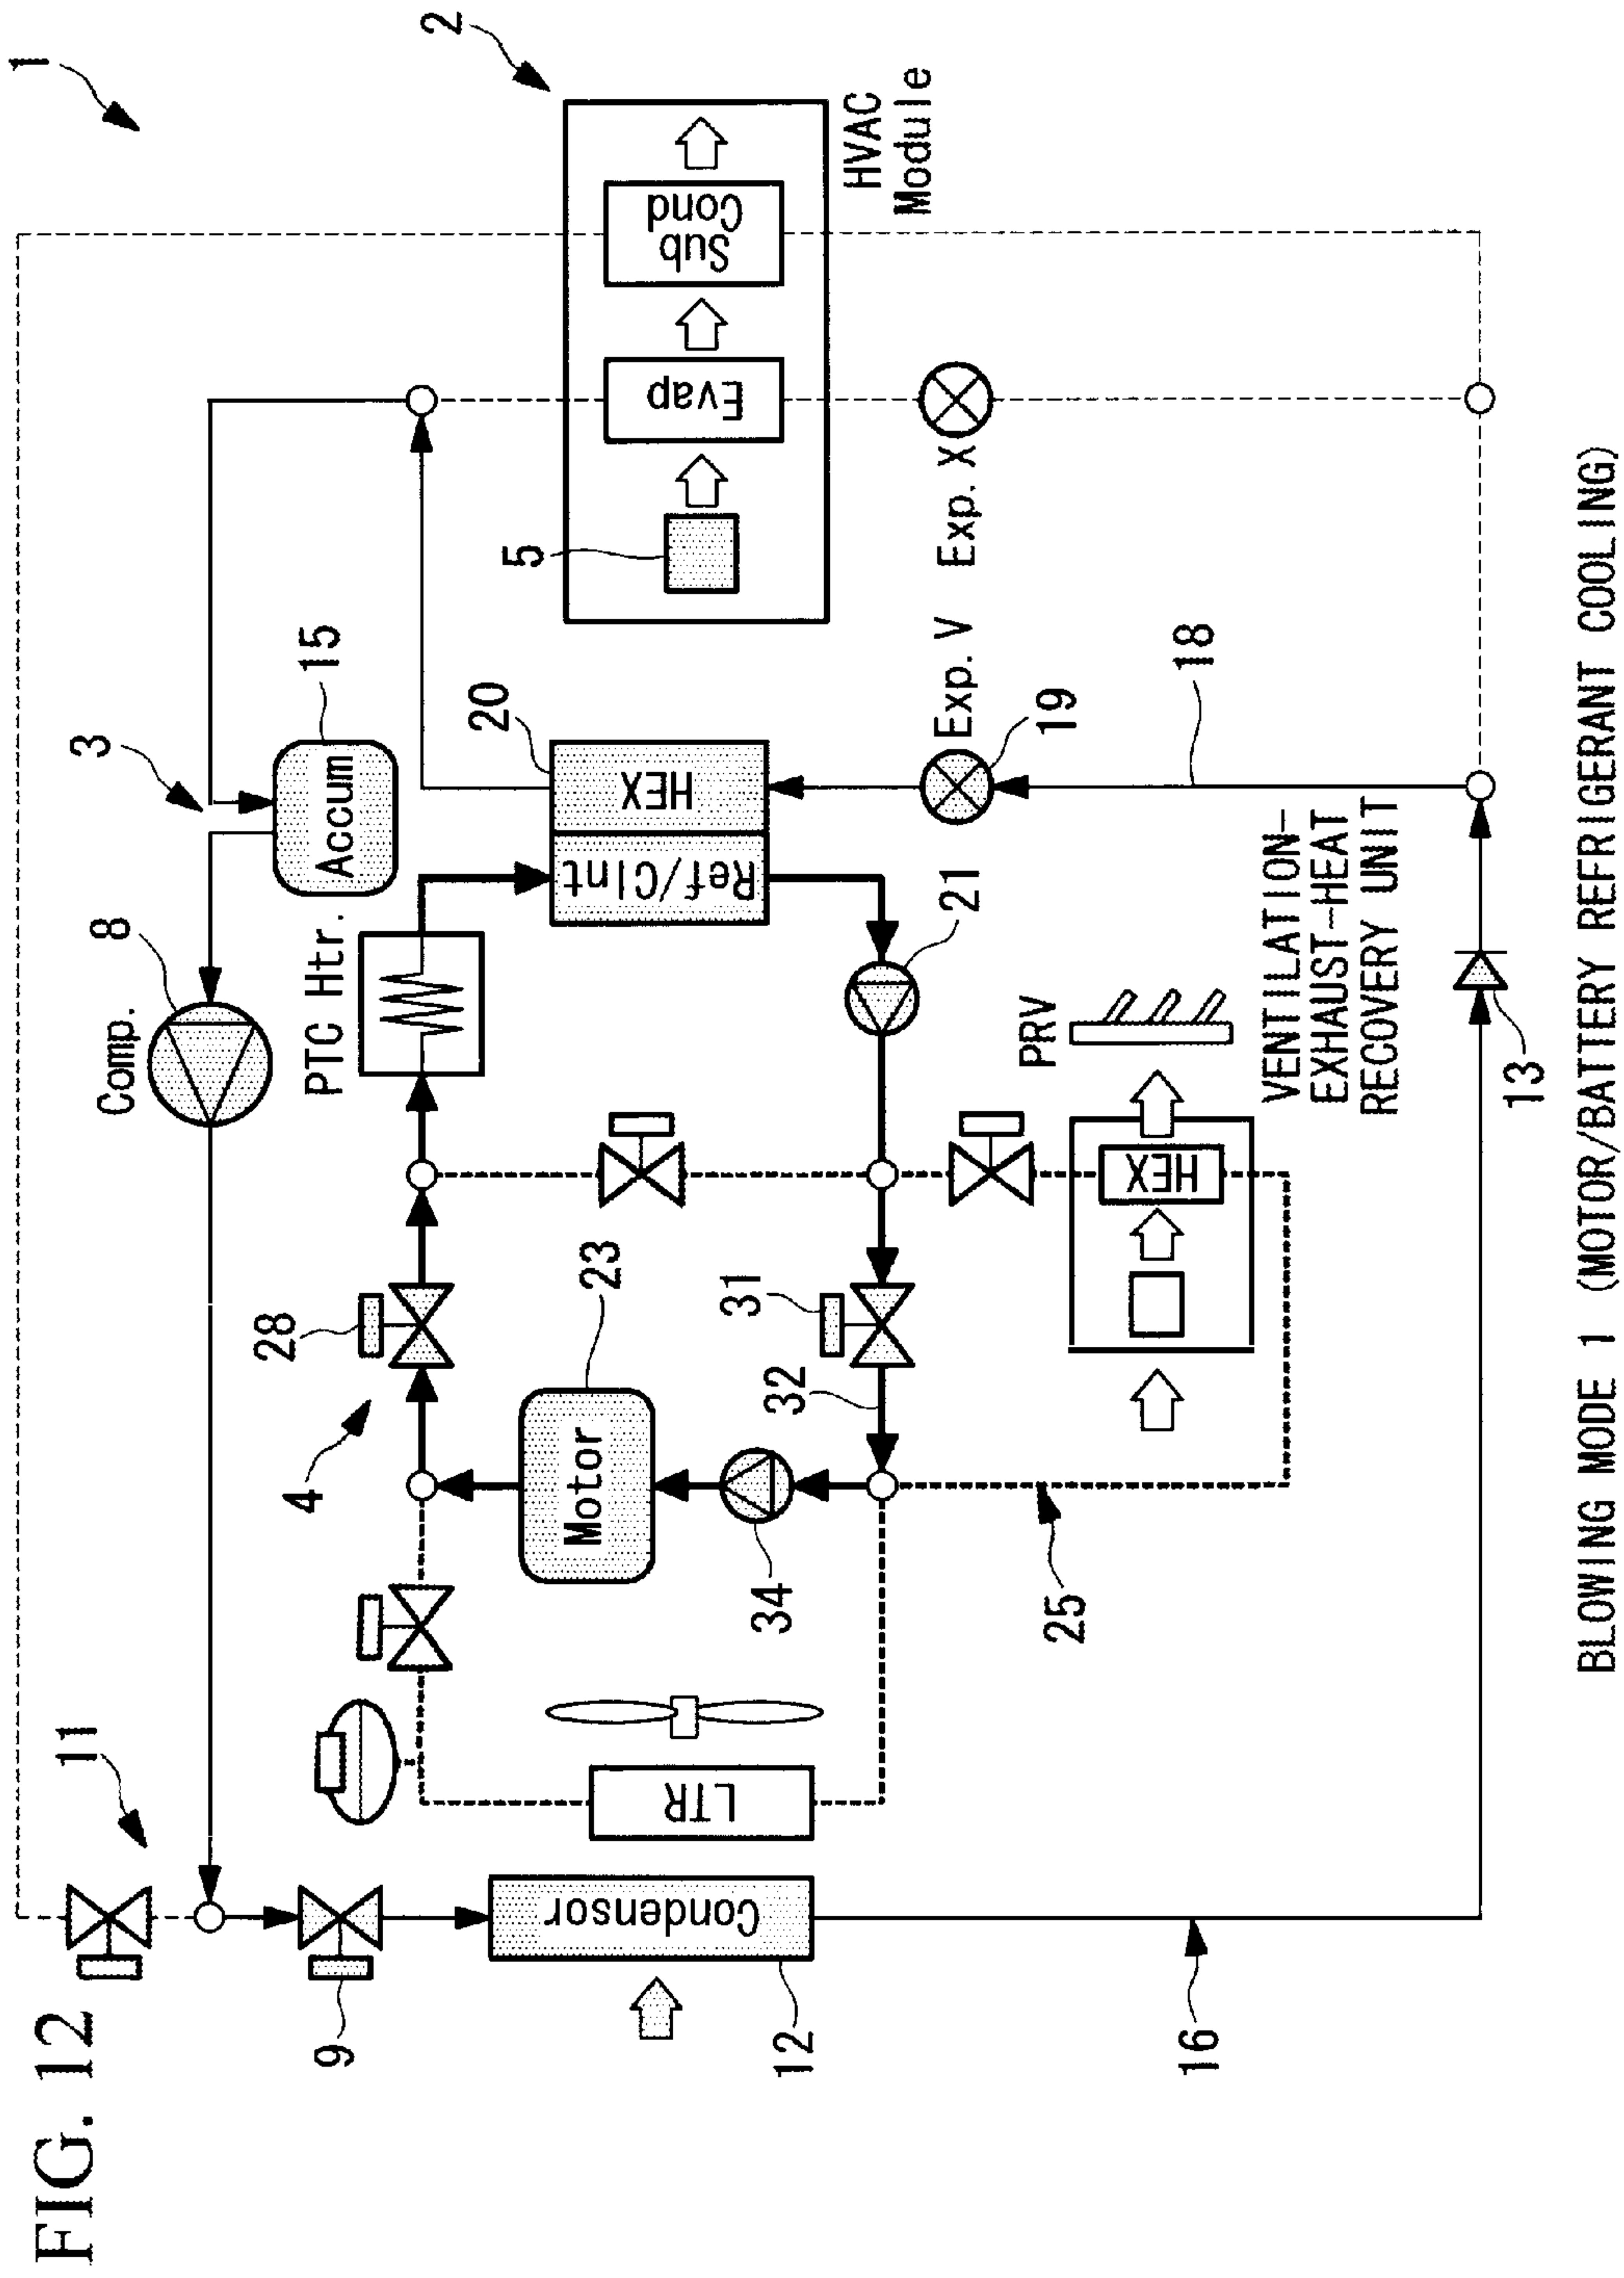 FIG. 12
1
2
3
4
11
HVAC
Module
Sub
Cond
Evap
5
Exp. X
Exp. V
19
18
20
HEX
Ref/Clnt
15
Accum
8
Comp.
PTC Htr.
21
28
23
Motor
31
32
34
25
PRV
HEX
VENTILATION-
EXHAUST-HEAT
RECOVERY UNIT
13
LTR
9
Condensor
12
16
BLOWING MODE 1 (MOTOR/BATTERY REFRIGERANT COOLING)